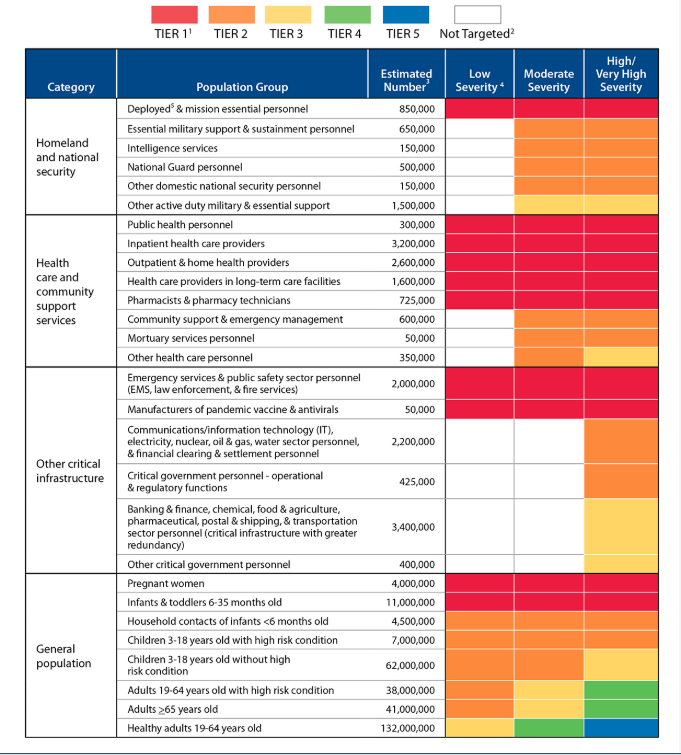 TIER 1¹ TIER 2 TIER 3 TIER 4 TIER 5 Not Targeted²
Category Population Group Estimated Number³ Low Severity⁴ Moderate Severity High/ Very High Severity
Homeland and national security
Deployed⁵ & mission essential personnel 850,000
Essential military support & sustainment personnel 650,000
Intelligence services 150,000
National Guard personnel 500,000
Other domestic national security personnel 150,000
Other active duty military & essential support 1,500,000
Health care and community support services
Public health personnel 300,000
Inpatient health care providers 3,200,000
Outpatient & home health providers 2,600,000
Health care providers in long-term care facilities 1,600,000
Pharmacists & pharmacy technicians 725,000
Community support & emergency management 600,000
Mortuary services personnel 50,000
Other health care personnel 350,000
Other critical infrastructure
Emergency services & public safety sector personnel
(EMS, law enforcement, & fire services) 2,000,000
Manufacturers of pandemic vaccine & antivirals 50,000
Communications/information technology (IT),
electricity, nuclear, oil & gas, water sector personnel,
& financial clearing & settlement personnel 2,200,000
Critical government personnel - operational
& regulatory functions 425,000
Banking & finance, chemical, food & agriculture,
pharmaceutical, postal & shipping, & transportation
sector personnel (critical infrastructure with greater
redundancy) 3,400,000
Other critical government personnel 400,000
General population
Pregnant women 4,000,000
Infants & toddlers 6-35 months old 11,000,000
Household contacts of infants <6 months old 4,500,000
Children 3-18 years old with high risk condition 7,000,000
Children 3-18 years old without high
risk condition 62,000,000
Adults 19-64 years old with high risk condition 38,000,000
Adults ≥65 years old 41,000,000
Healthy adults 19-64 years old 132,000,000